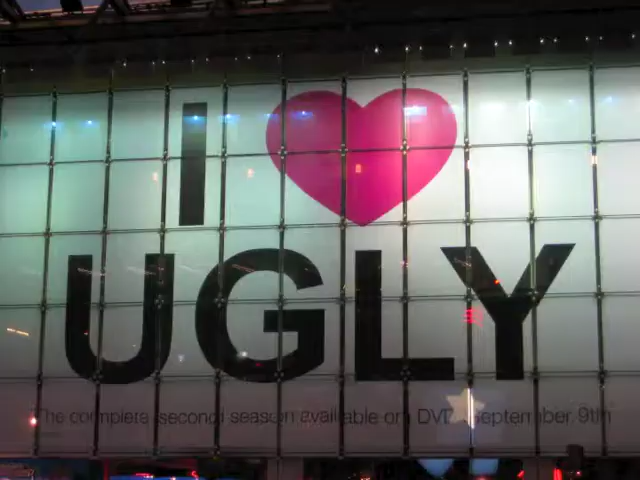 I ♥
UGLY
The complete second season available on DVD September 9th